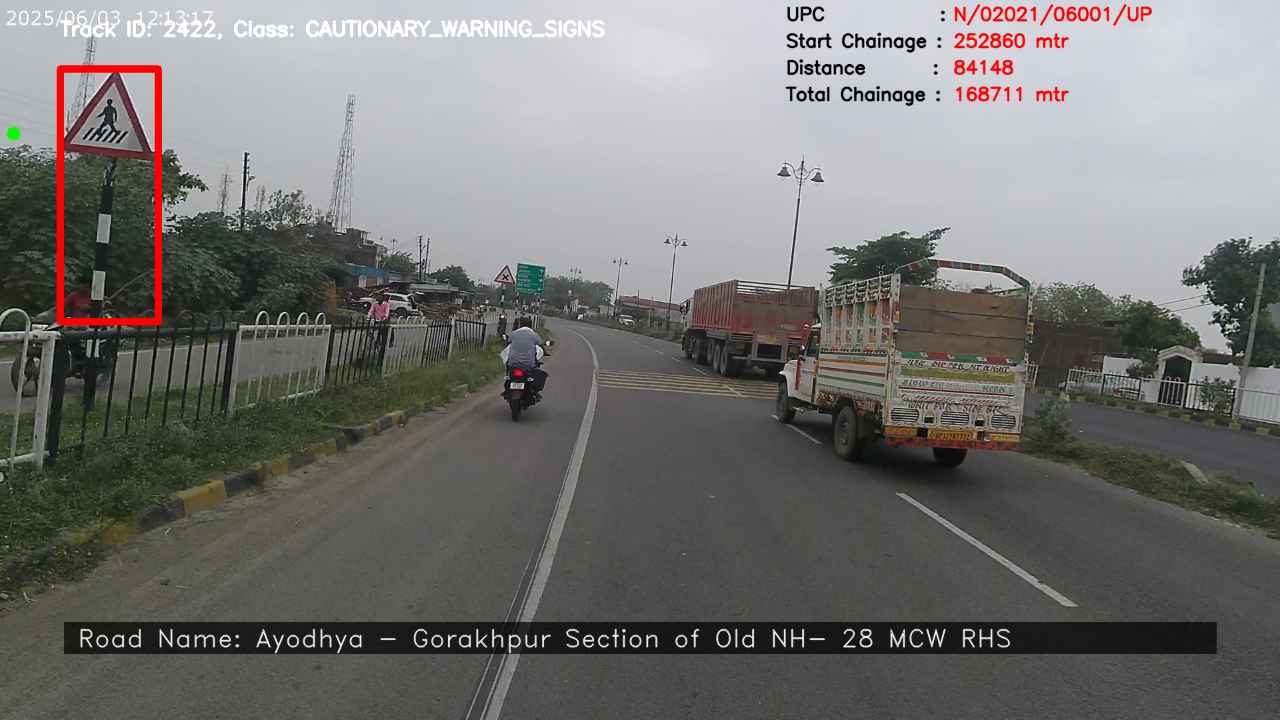 2025/06/03 12:13:17
Track ID: 2422, Class: CAUTIONARY_WARNING_SIGNS
UPC : N/02021/06001/UP
Start Chainage : 252860 mtr
Distance : 84148
Total Chainage : 168711 mtr
Road Name: Ayodhya - Gorakhpur Section of Old NH- 28 MCW RHS